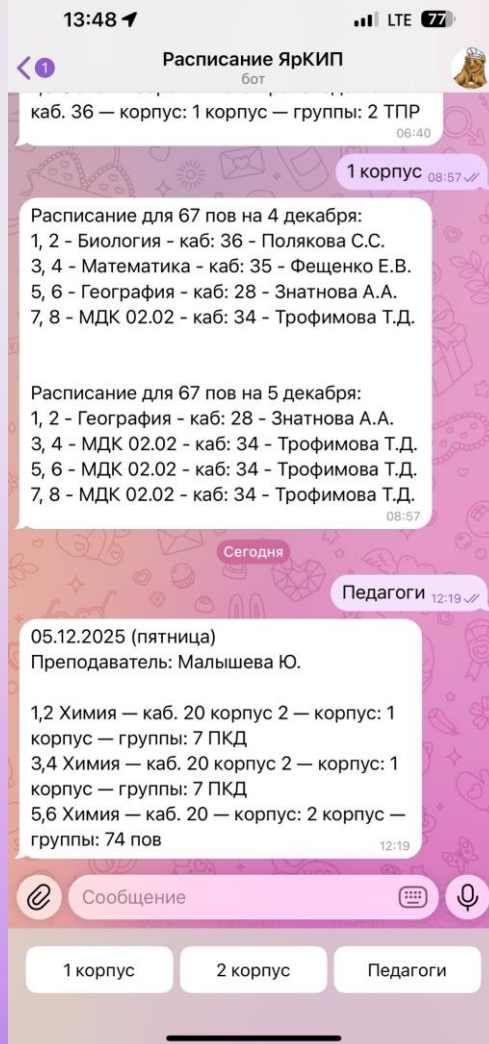 13:48
LTE 77
1
Расписание ЯрКИП
бот
каб. 36 — корпус: 1 корпус — группы: 2 ТПР
06:40
1 корпус 08:57
Расписание для 67 пов на 4 декабря:
1, 2 - Биология - каб: 36 - Полякова С.С.
3, 4 - Математика - каб: 35 - Фещенко Е.В.
5, 6 - География - каб: 28 - Знатнова А.А.
7, 8 - МДК 02.02 - каб: 34 - Трофимова Т.Д.
Расписание для 67 пов на 5 декабря:
1, 2 - География - каб: 28 - Знатнова А.А.
3, 4 - МДК 02.02 - каб: 34 - Трофимова Т.Д.
5, 6 - МДК 02.02 - каб: 34 - Трофимова Т.Д.
7, 8 - МДК 02.02 - каб: 34 - Трофимова Т.Д.
08:57
Сегодня
Педагоги 12:19
05.12.2025 (пятница)
Преподаватель: Малышева Ю.
1,2 Химия — каб. 20 корпус 2 — корпус: 1
корпус — группы: 7 ПКД
3,4 Химия — каб. 20 корпус 2 — корпус: 1
корпус — группы: 7 ПКД
5,6 Химия — каб. 20 — корпус: 2 корпус —
группы: 74 пов
12:19
Сообщение
1 корпус
2 корпус
Педагоги